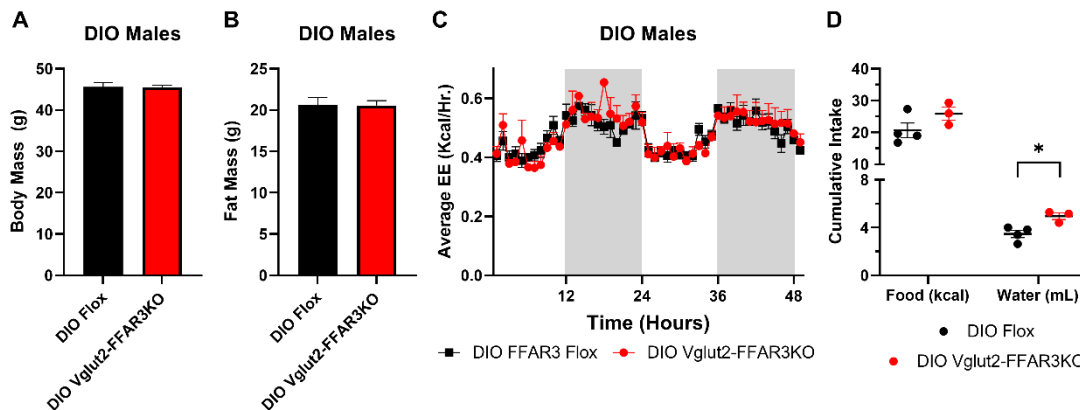 A
DIO Males
Body Mass (g)
50
40
30
20
10
0
DIO Flox
DIO Vglut2-FFAR3KO
B
DIO Males
Fat Mass (g)
25
20
15
10
5
0
DIO Flox
DIO Vglut2-FFAR3KO
C
DIO Males
Average EE (Kcal/Hr.)
0.6
0.4
0.2
0.0
12
24
36
48
Time (Hours)
DIO FFAR3 Flox
DIO Vglut2-FFAR3KO
D
Cumulative Intake
40
30
20
10
8
4
0
*
Food (kcal)
Water (mL)
DIO Flox
DIO Vglut2-FFAR3KO